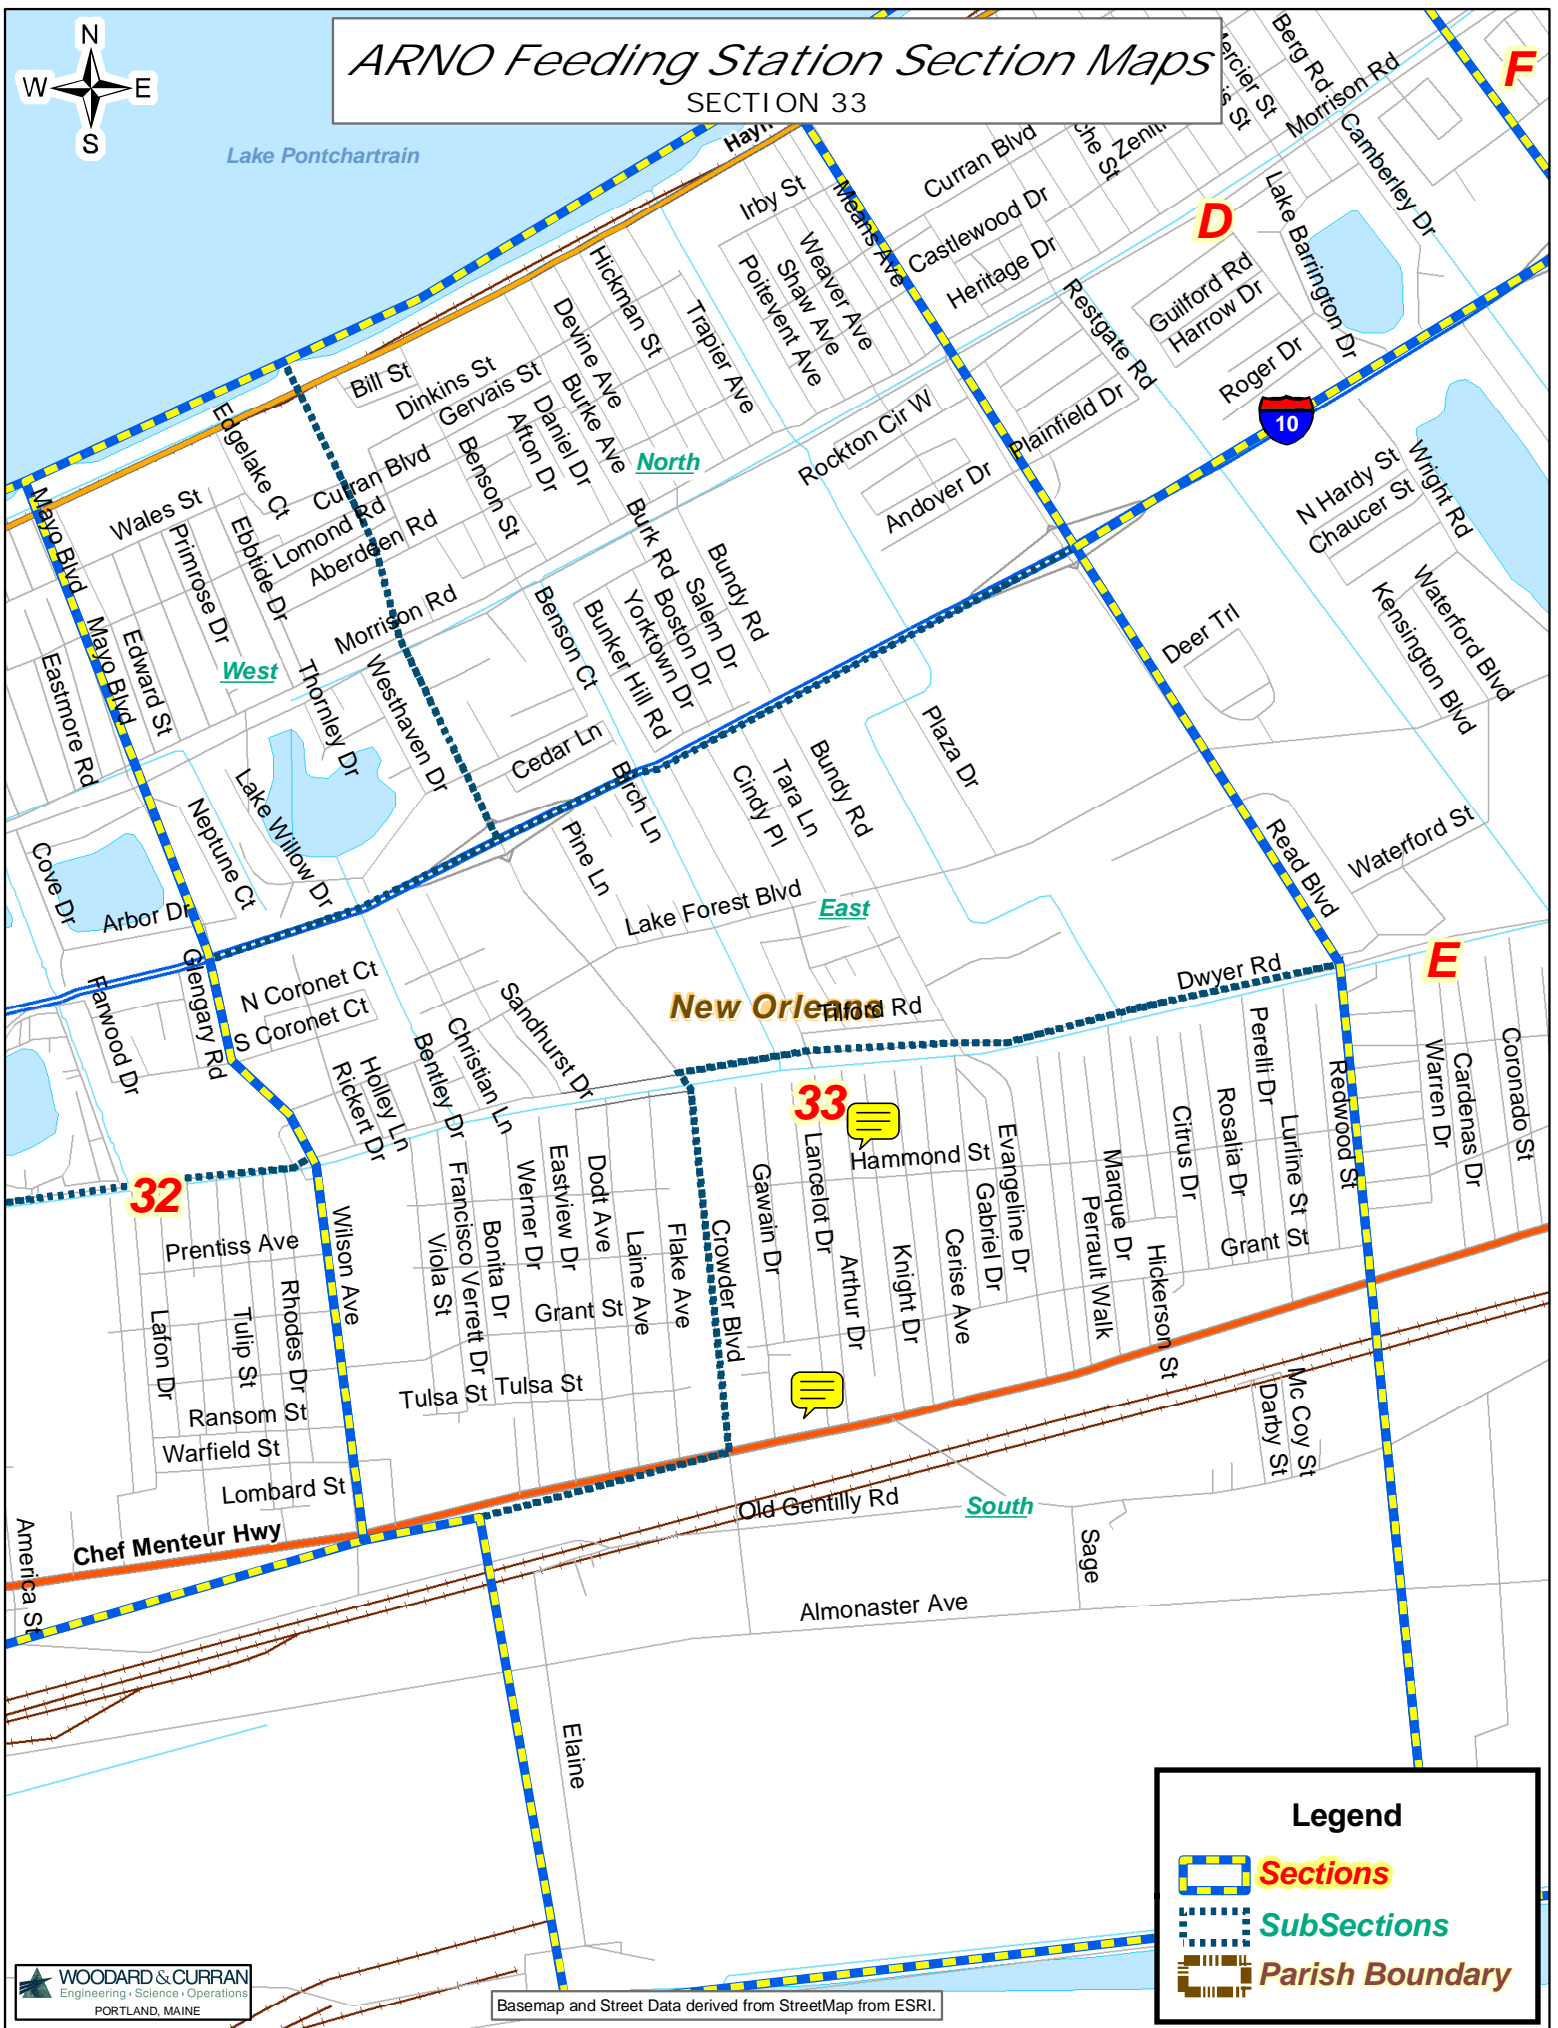 ARNO Feeding Station Section Maps
SECTION 33
N
W
E
S
Lake Pontchartrain
F
D
Berg Rd
Morrison Rd
Camberley Dr
Curran Blvd
Irby St
Means Ave
Castlewood Dr
Heritage Dr
Lake Barrington Dr
Weaver Ave
Shaw Ave
Poitevent Ave
Hickman St
Devine Ave
Trapier Ave
Restgate Rd
Guilford Rd
Harrow Dr
Roger Dr
10
Bill St
Dinkins St
Gervais St
Burke Ave
Daniel Dr
Afton Dr
Edgelake Ct
Curran Blvd
Benson St
North
Rockton Cir W
Plainfield Dr
Andover Dr
Wright Rd
N Hardy St
Chaucer St
Mayo Blvd
Wales St
Primrose Dr
Ebbtide Dr
Lomond Rd
Aberdeen Rd
Burk Rd
Bundy Rd
Salem Dr
Boston Dr
Yorktown Dr
Bunker Hill Rd
Benson Ct
Morrison Rd
Waterford Blvd
Kensington Blvd
Deer Trl
Mayo Blvd
Edward St
Eastmore Rd
West
Thornley Dr
Westhaven Dr
Cedar Ln
Plaza Dr
Birch Ln
Cindy Pl
Tara Ln
Bundy Rd
Neptune Ct
Lake Willow Dr
Pine Ln
Cove Dr
Arbor Dr
Read Blvd
Waterford St
Lake Forest Blvd
East
Glengary Rd
Farwood Dr
N Coronet Ct
S Coronet Ct
Sandhurst Dr
Christian Ln
Bentley Dr
Holley Ln
Rickert Dr
New Orleans
Tilford Rd
Dwyer Rd
E
Perelli Dr
Redwood St
Warren Dr
Cardenas Dr
Coronado St
33
32
Hammond St
Gawain Dr
Lancelot Dr
Arthur Dr
Knight Dr
Cerise Ave
Gabriel Dr
Evangeline Dr
Marque Dr
Perrault Walk
Citrus Dr
Rosalia Dr
Lurline St
Hickerson St
Grant St
Prentiss Ave
Wilson Ave
Viola St
Francisco Verrett Dr
Bonita Dr
Werner Dr
Eastview Dr
Dodt Ave
Laine Ave
Flake Ave
Crowder Blvd
Grant St
Lafon Dr
Tulip St
Rhodes Dr
Tulsa St
Tulsa St
Ransom St
Warfield St
Lombard St
Mc Coy St
Darby St
Old Gentilly Rd
South
Chef Menteur Hwy
America St
Sage
Almonaster Ave
Elaine
Legend
Sections
SubSections
Parish Boundary
WOODARD & CURRAN
Engineering · Science · Operations
PORTLAND, MAINE
Basemap and Street Data derived from StreetMap from ESRI.